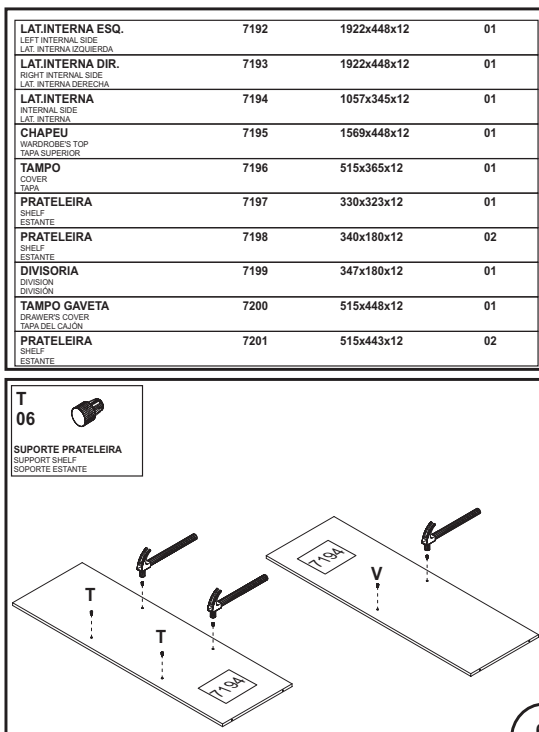 LAT.INTERNA ESQ. 7192 1922x448x12 01
LEFT INTERNAL SIDE
LAT. INTERNA IZQUIERDA
LAT.INTERNA DIR. 7193 1922x448x12 01
RIGHT INTERNAL SIDE
LAT. INTERNA DERECHA
LAT.INTERNA 7194 1057x345x12 01
INTERNAL SIDE
LAT. INTERNA
CHAPEU 7195 1569x448x12 01
WARDROBE'S TOP
TAPA SUPERIOR
TAMPO 7196 515x365x12 01
COVER
TAPA
PRATELEIRA 7197 330x323x12 01
SHELF
ESTANTE
PRATELEIRA 7198 340x180x12 02
SHELF
ESTANTE
DIVISORIA 7199 347x180x12 01
DIVISION
DIVISIÓN
TAMPO GAVETA 7200 515x448x12 01
DRAWER'S COVER
TAPA DEL CAJÓN
PRATELEIRA 7201 515x443x12 02
SHELF
ESTANTE
T
06
SUPORTE PRATELEIRA
SUPPORT SHELF
SOPORTE ESTANTE
7194
V
T
T
7194